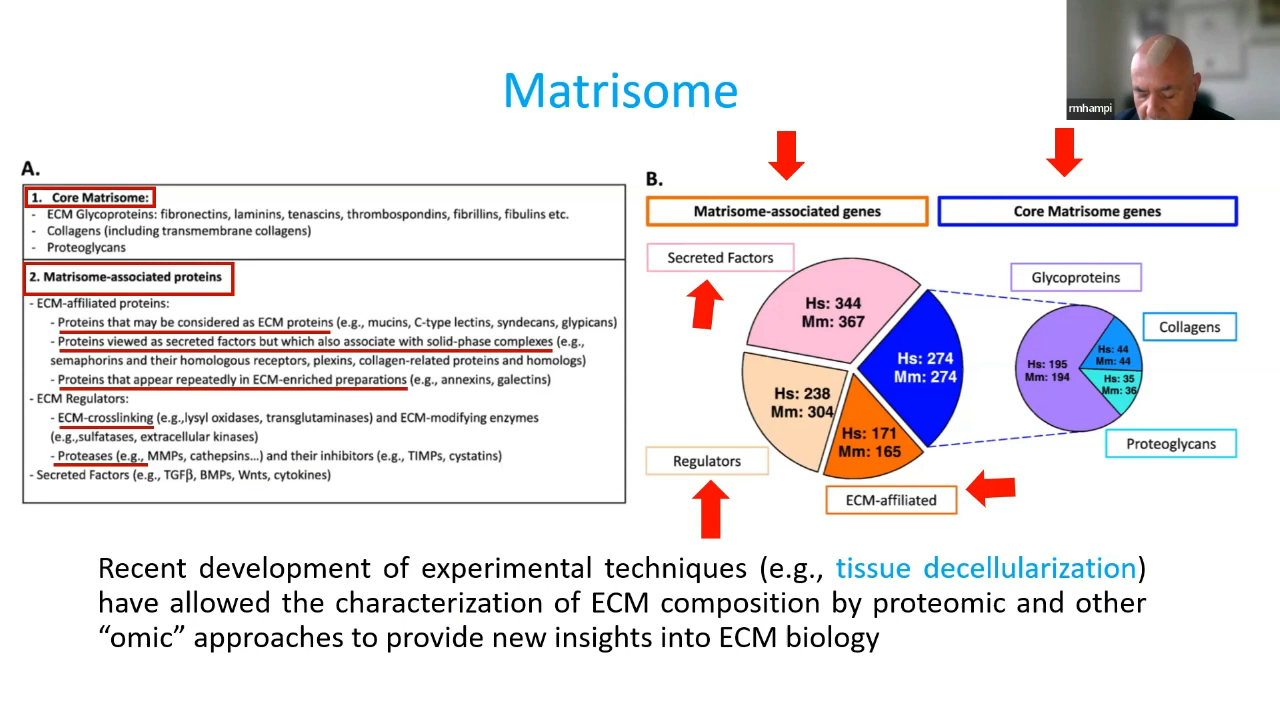 Matrisome
rmhampi
A.
1. Core Matrisome:
- ECM Glycoproteins: fibronectins, laminins, tenascins, thrombospondins, fibrillins, fibulins etc.
- Collagens (including transmembrane collagens)
- Proteoglycans
2. Matrisome-associated proteins
- ECM-affiliated proteins:
- Proteins that may be considered as ECM proteins (e.g., mucins, C-type lectins, syndecans, glypicans)
- Proteins viewed as secreted factors but which also associate with solid-phase complexes (e.g.,
semaphorins and their homologous receptors, plexins, collagen-related proteins and homologs)
- Proteins that appear repeatedly in ECM-enriched preparations (e.g., annexins, galectins)
- ECM Regulators:
- ECM-crosslinking (e.g.,lysyl oxidases, transglutaminases) and ECM-modifying enzymes
(e.g.,sulfatases, extracellular kinases)
- Proteases (e.g., MMPs, cathepsins...) and their inhibitors (e.g., TIMPs, cystatins)
- Secreted Factors (e.g., TGFβ, BMPs, Wnts, cytokines)
B.
Matrisome-associated genes
Core Matrisome genes
Secreted Factors
Hs: 344
Mm: 367
Hs: 274
Mm: 274
Hs: 238
Mm: 304
Hs: 171
Mm: 165
Regulators
ECM-affiliated
Glycoproteins
Collagens
Hs: 195
Mm: 194
Hs: 44
Mm: 44
Hs: 35
Mm: 36
Proteoglycans
Recent development of experimental techniques (e.g., tissue decellularization)
have allowed the characterization of ECM composition by proteomic and other
“omic” approaches to provide new insights into ECM biology